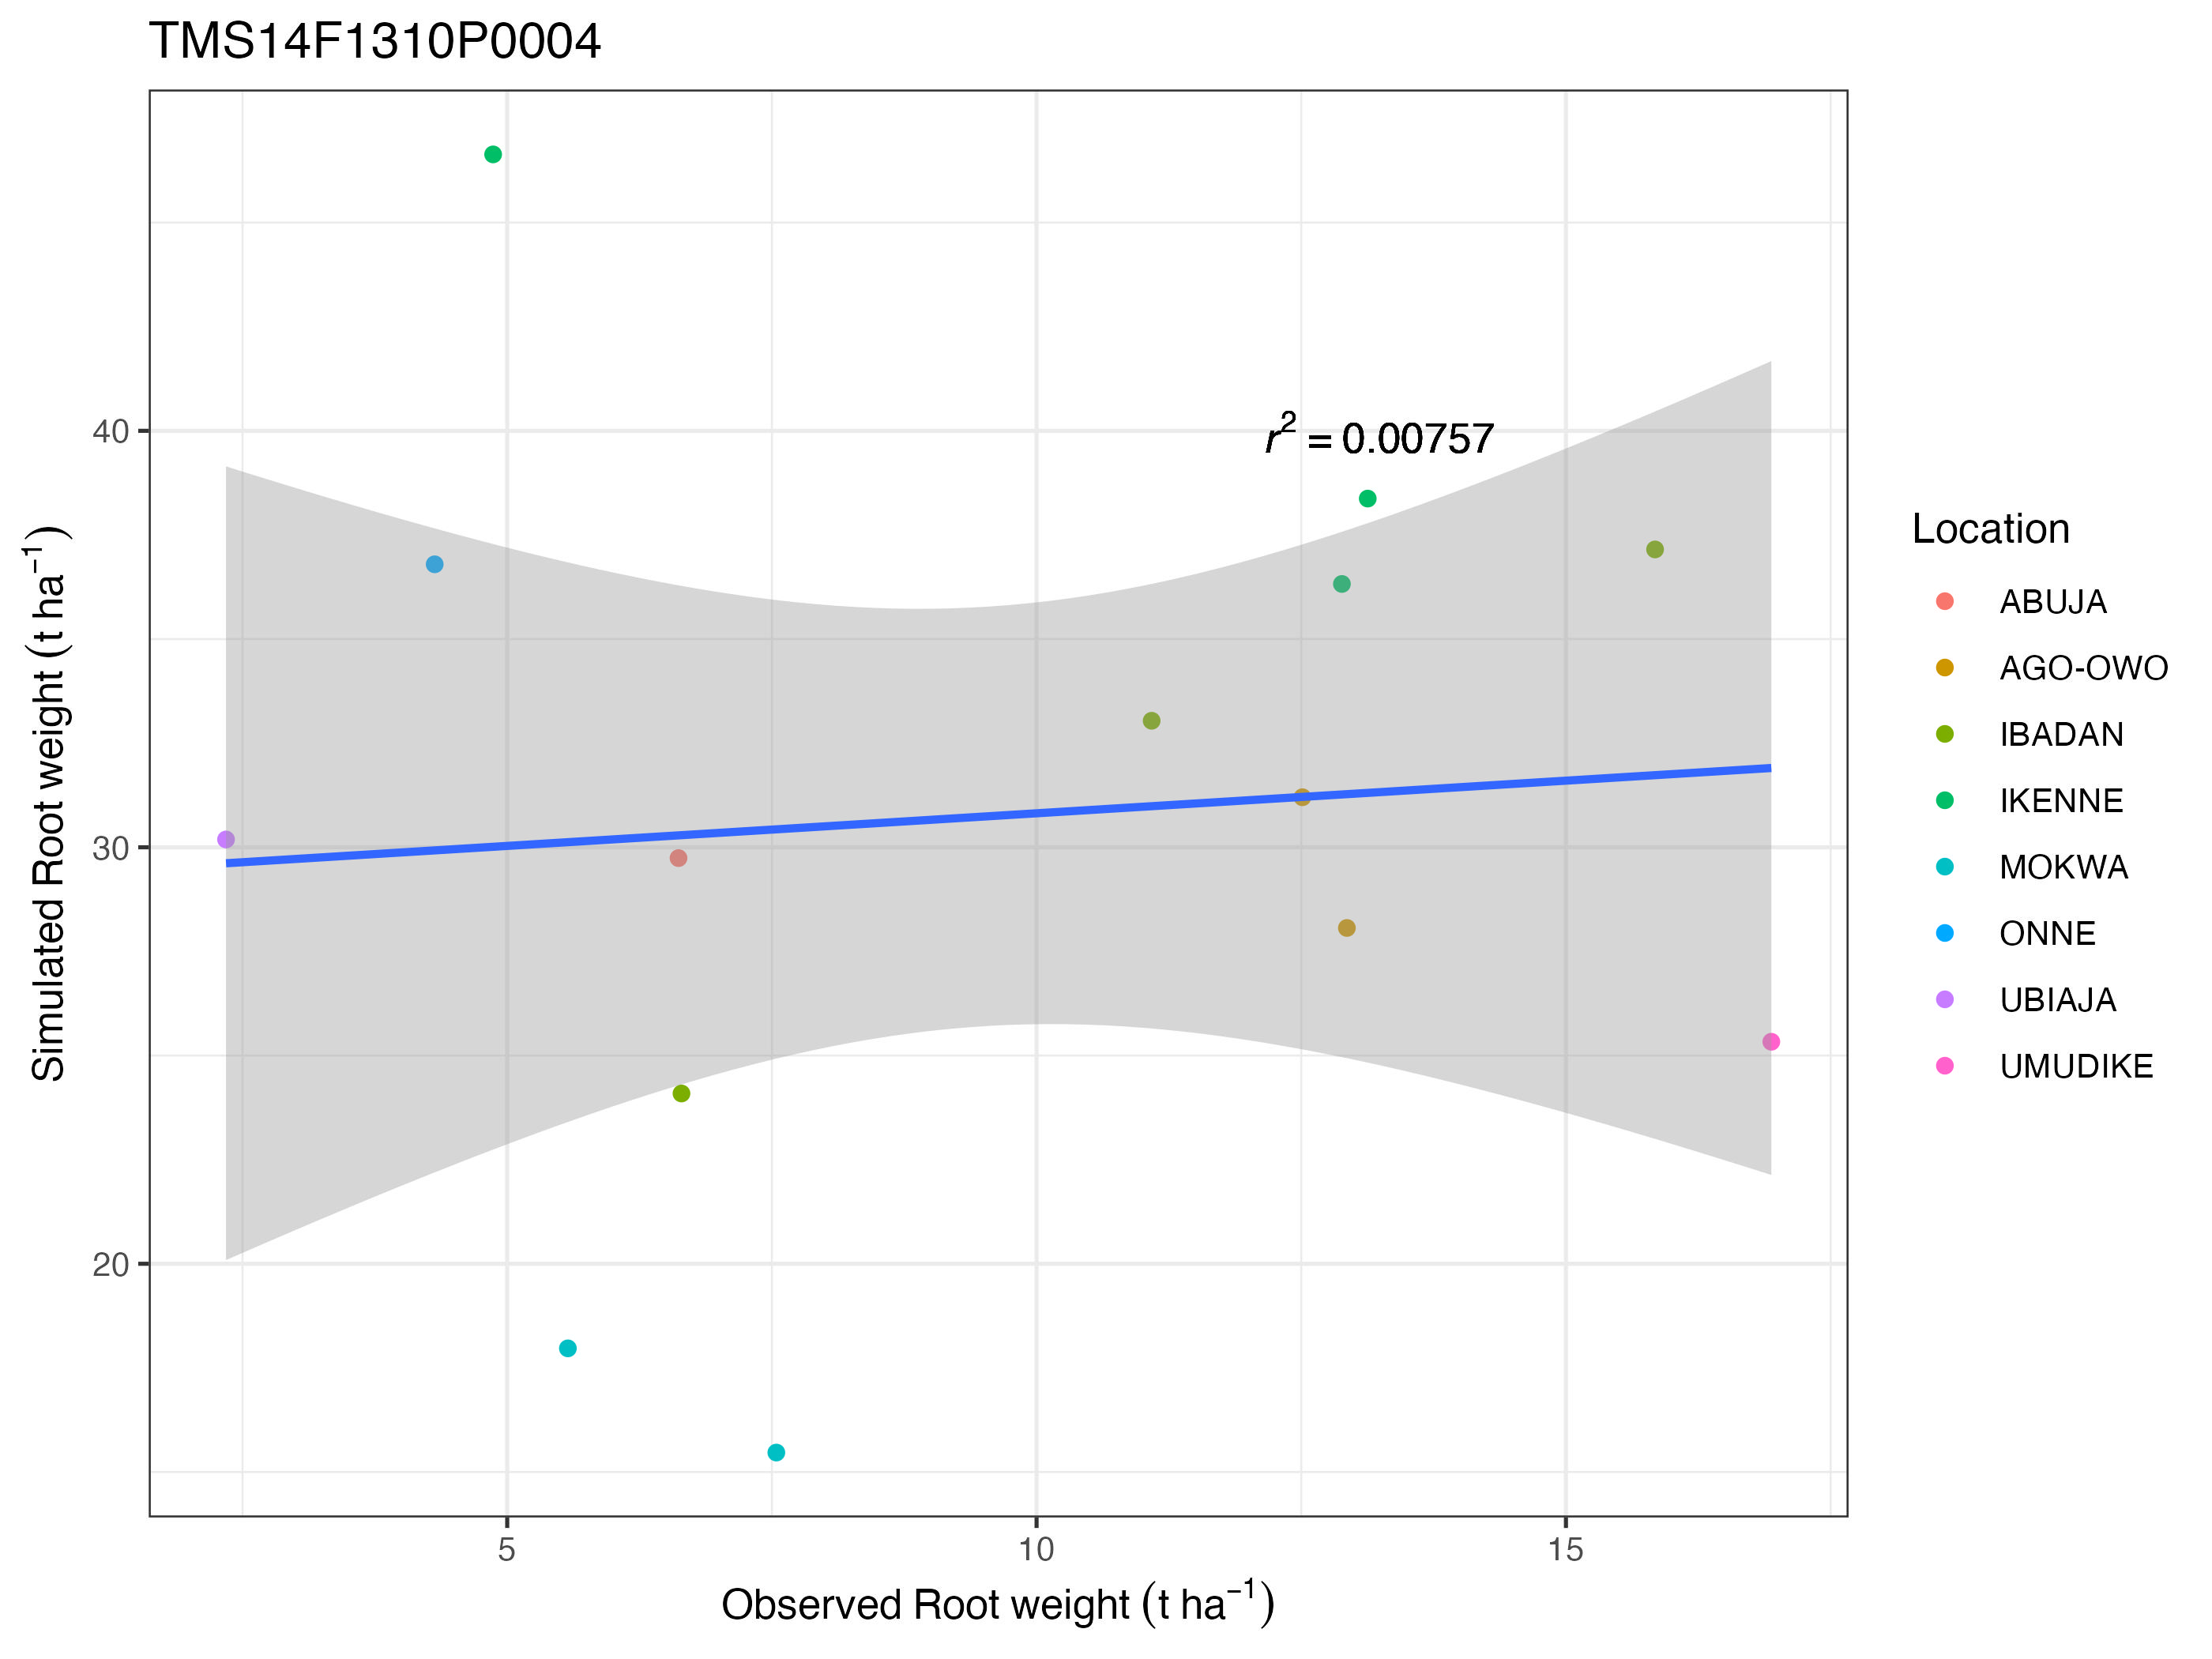 TMS14F1310P0004
r² = 0.00757
40
30
20
Simulated Root weight (t ha⁻¹)
5 10 15
Observed Root weight (t ha⁻¹)
Location
ABUJA
AGO-OWO
IBADAN
IKENNE
MOKWA
ONNE
UBIAJA
UMUDIKE